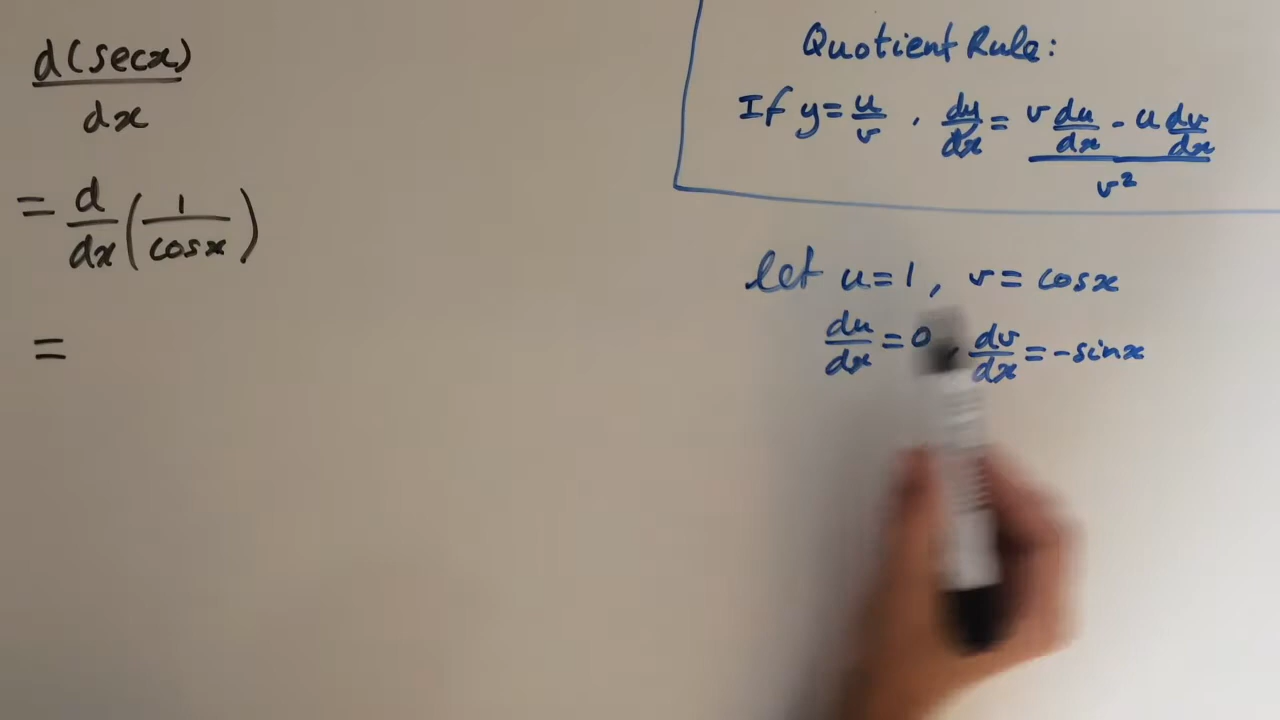 d(secx)
dx
= d/dx (1/cosx)
=
Quotient Rule:
If y = u/v , dy/dx = (v du/dx - u dv/dx)/v²
let u = 1 , v = cosx
du/dx = 0 , dv/dx = -sinx